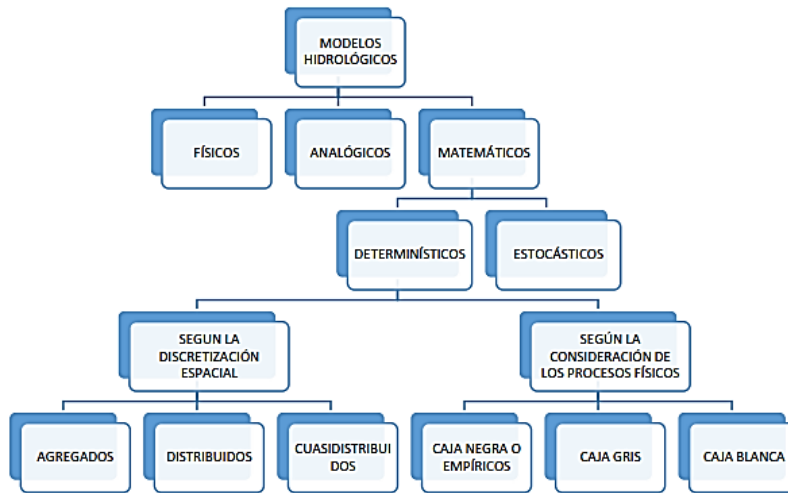 MODELOS
HIDROLÓGICOS
FÍSICOS
ANALÓGICOS
MATEMÁTICOS
DETERMINÍSTICOS
ESTOCÁSTICOS
SEGUN LA
DISCRETIZACIÓN
ESPACIAL
SEGÚN LA
CONSIDERACIÓN DE
LOS PROCESOS FÍSICOS
AGREGADOS
DISTRIBUIDOS
CUASIDISTRIBUI
DOS
CAJA NEGRA O
EMPÍRICOS
CAJA GRIS
CAJA BLANCA